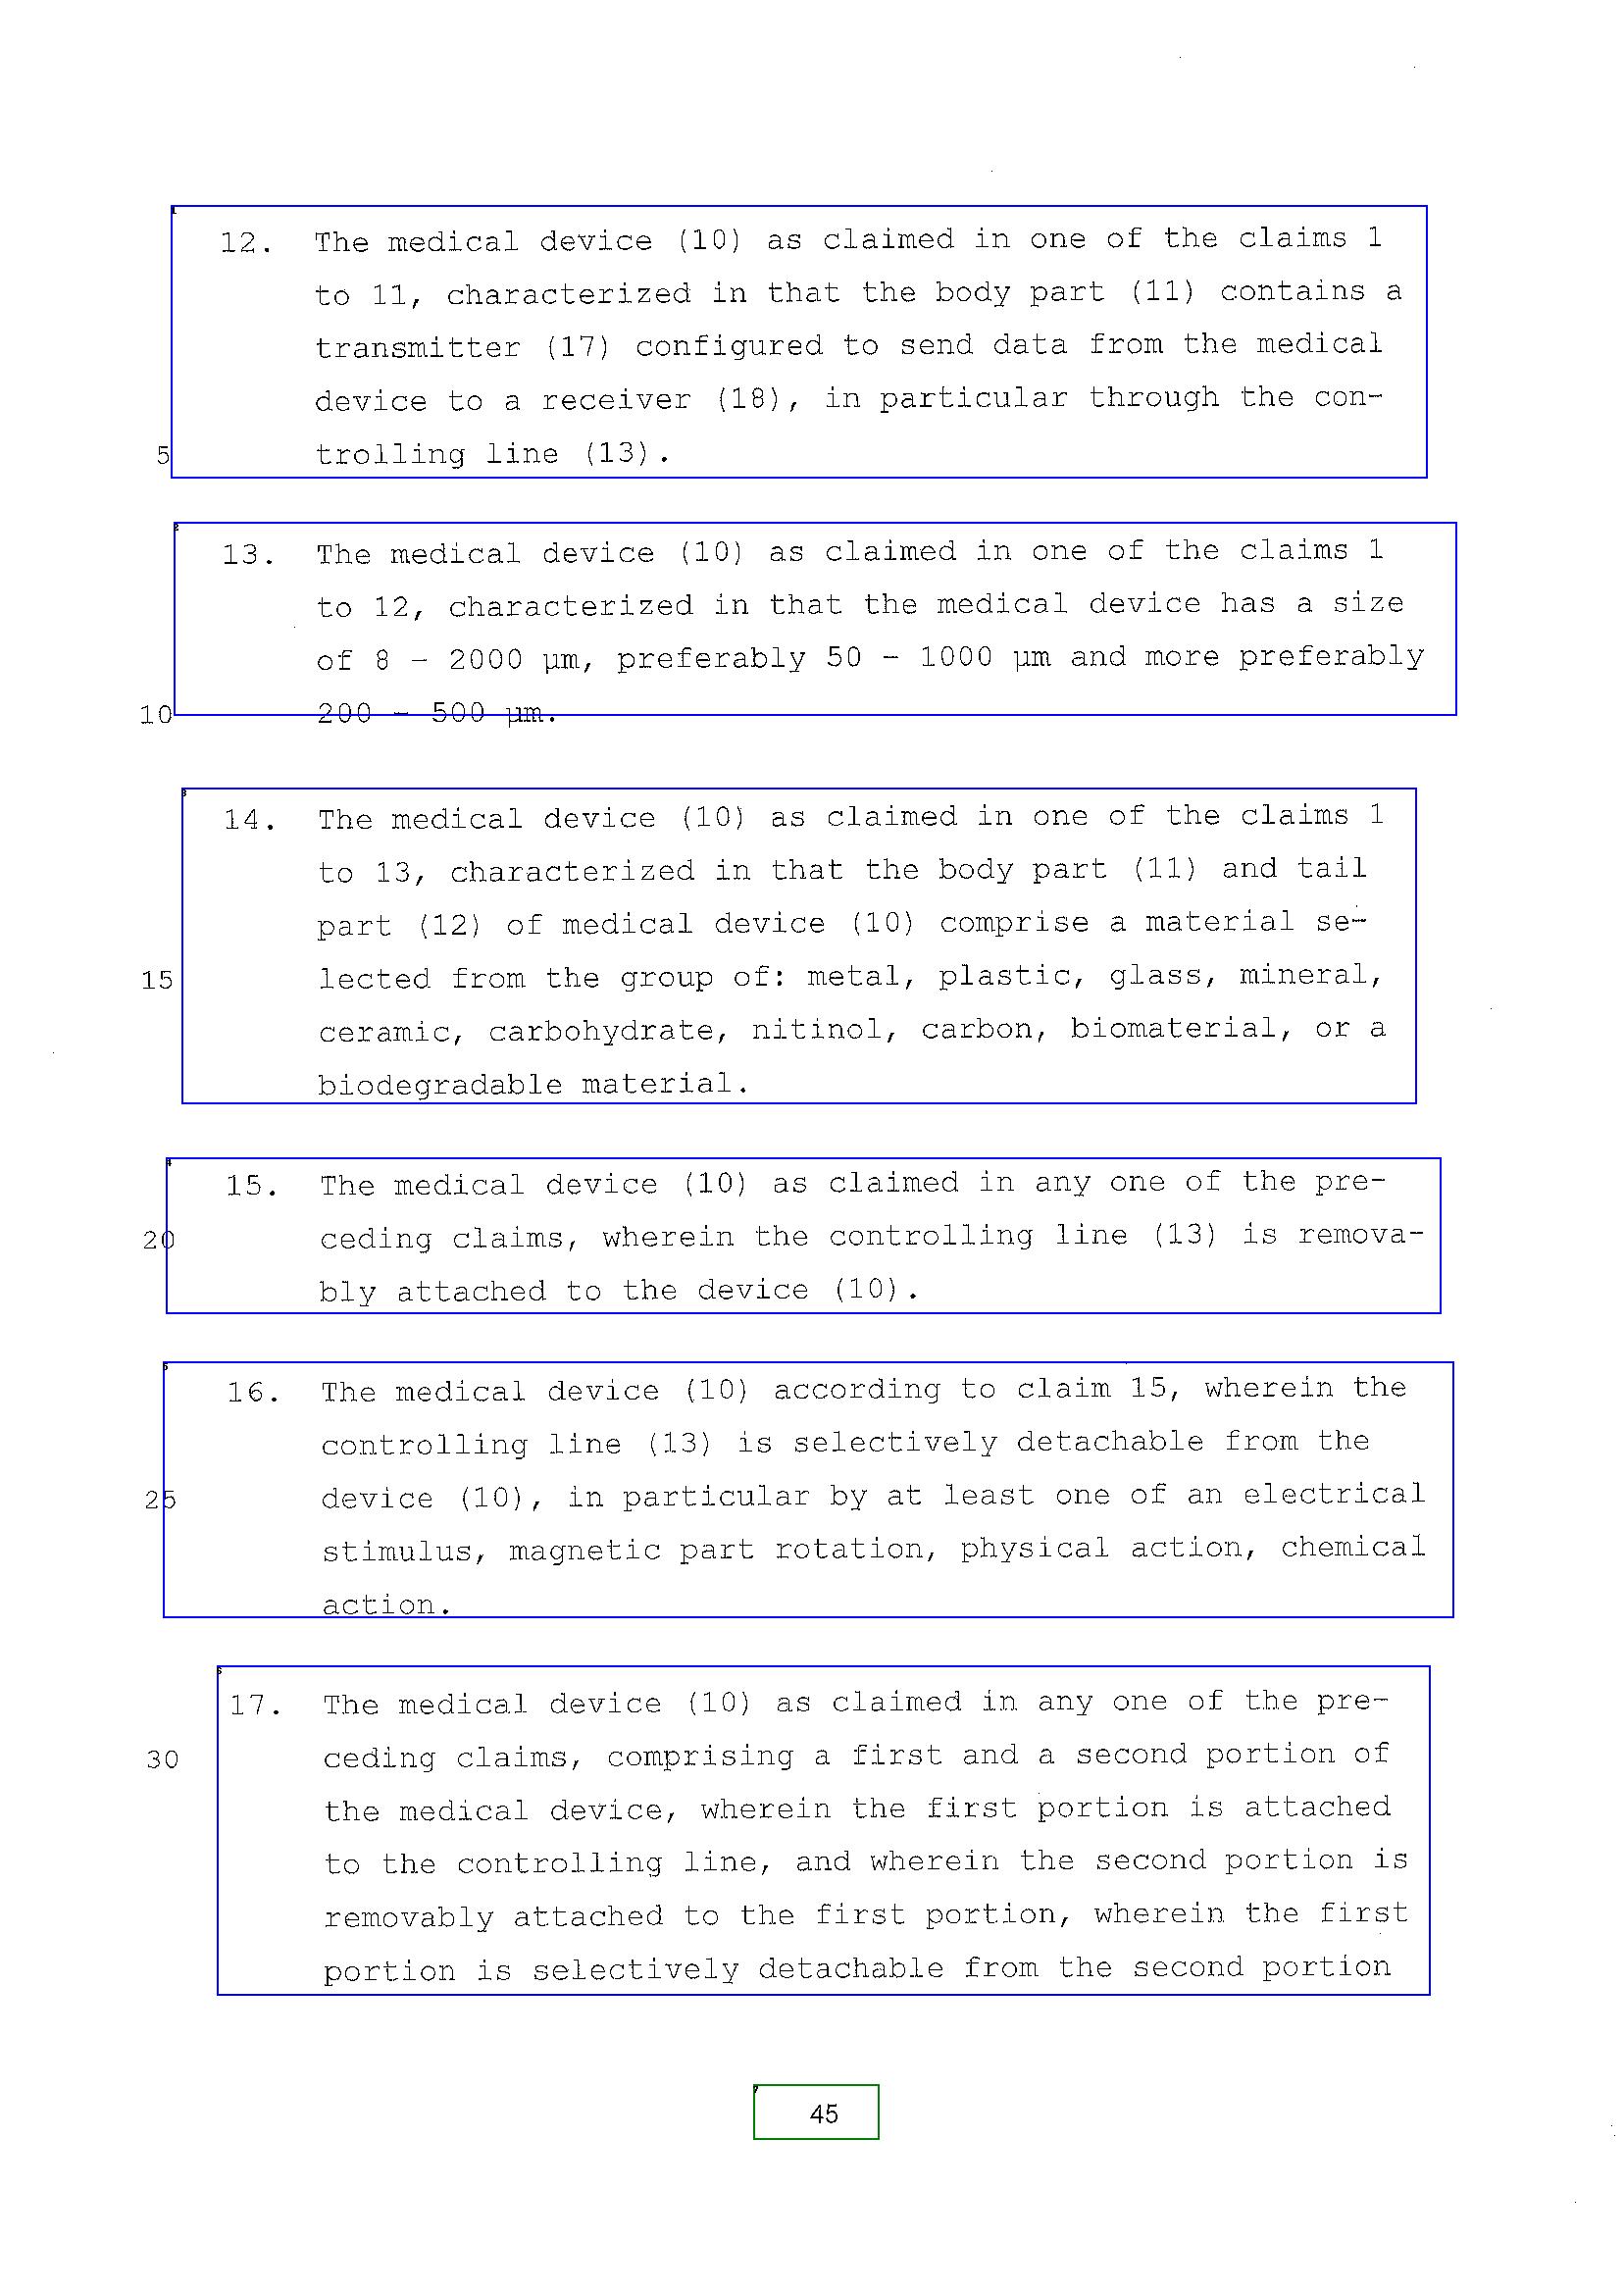 12. The medical device (10) as claimed in one of the claims 1
to 11, characterized in that the body part (11) contains a
transmitter (17) configured to send data from the medical
device to a receiver (18), in particular through the con-
5 trolling line (13).
13. The medical device (10) as claimed in one of the claims 1
to 12, characterized in that the medical device has a size
of 8 - 2000 µm, preferably 50 - 1000 µm and more preferably
10 200 - 500 µm.
14. The medical device (10) as claimed in one of the claims 1
to 13, characterized in that the body part (11) and tail
part (12) of medical device (10) comprise a material se-
15 lected from the group of: metal, plastic, glass, mineral,
ceramic, carbohydrate, nitinol, carbon, biomaterial, or a
biodegradable material.
15. The medical device (10) as claimed in any one of the pre-
20 ceding claims, wherein the controlling line (13) is remova-
bly attached to the device (10).
16. The medical device (10) according to claim 15, wherein the
controlling line (13) is selectively detachable from the
25 device (10), in particular by at least one of an electrical
stimulus, magnetic part rotation, physical action, chemical
action.
17. The medical device (10) as claimed in any one of the pre-
30 ceding claims, comprising a first and a second portion of
the medical device, wherein the first portion is attached
to the controlling line, and wherein the second portion is
removably attached to the first portion, wherein the first
portion is selectively detachable from the second portion
45